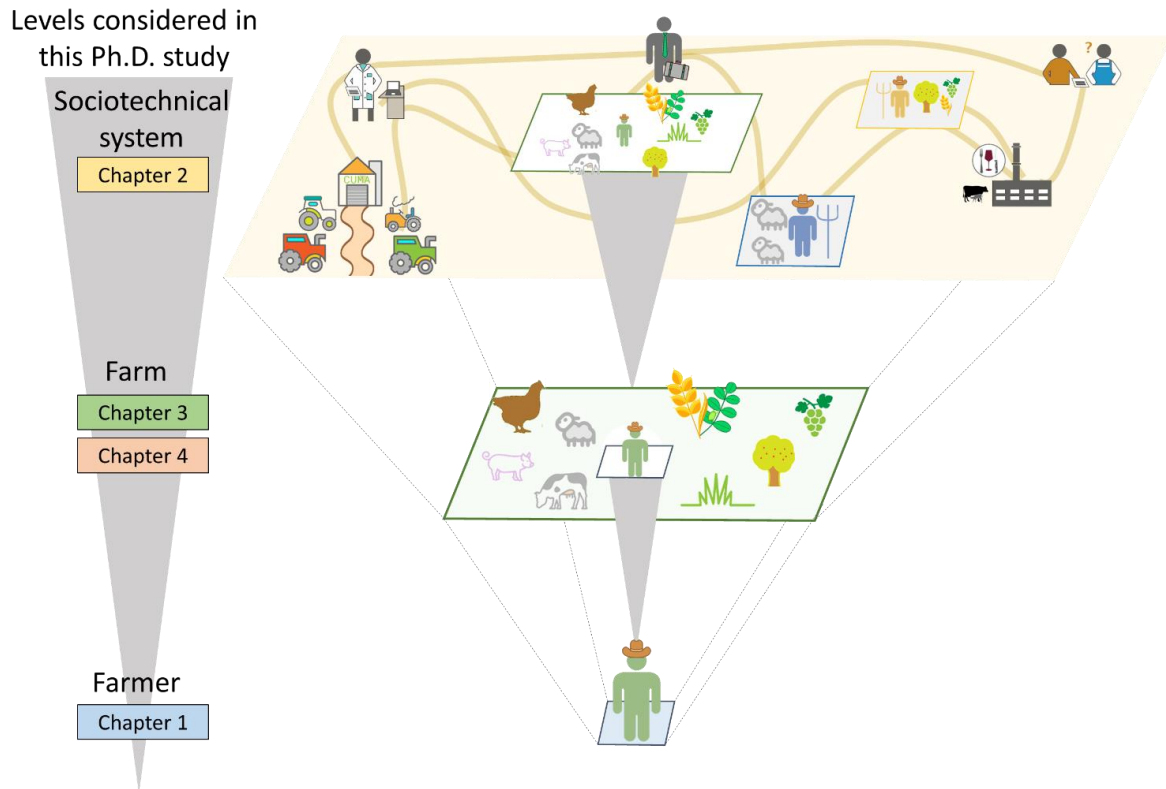 Levels considered in
this Ph.D. study
Sociotechnical
system
Chapter 2
?
CUMA
Farm
Chapter 3
Chapter 4
Farmer
Chapter 1